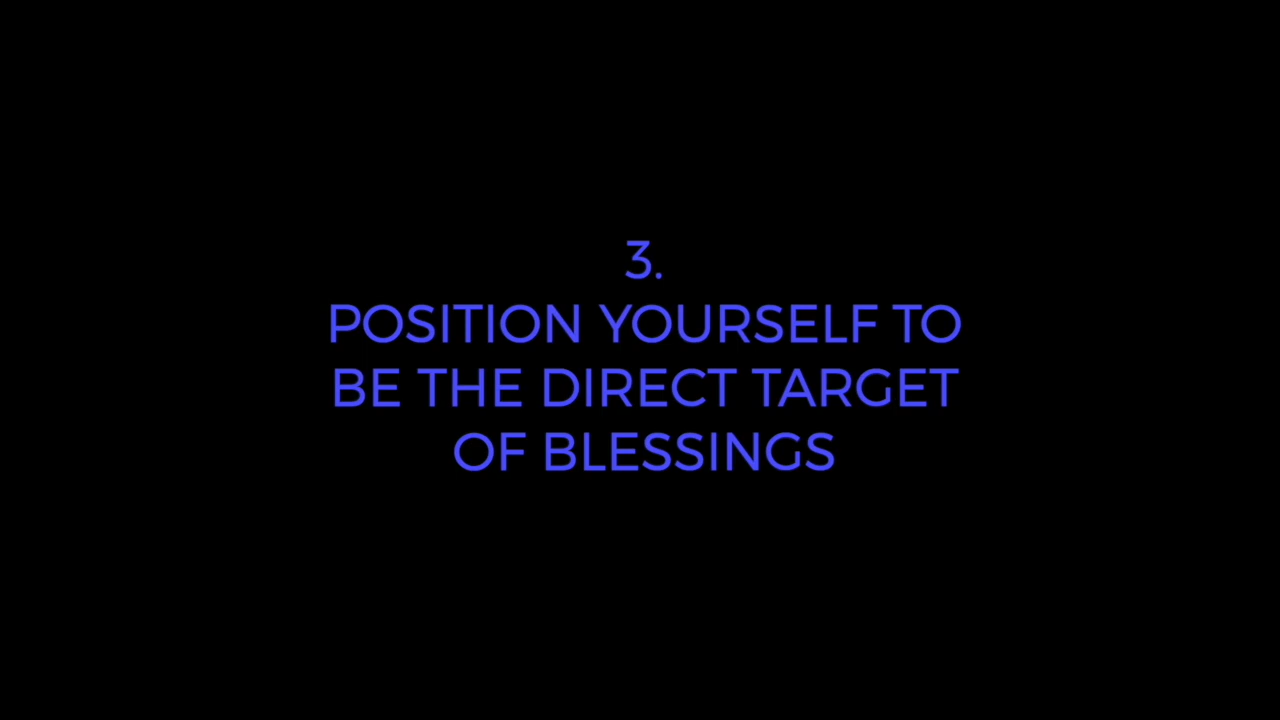 3.
POSITION YOURSELF TO
BE THE DIRECT TARGET
OF BLESSINGS